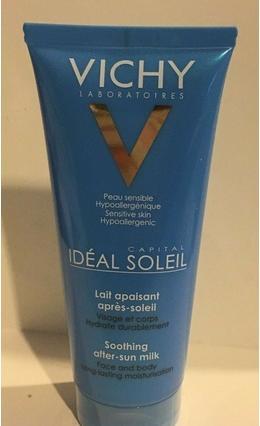 VICHY
LABORATOIRES
V
Peau sensible
Hypoallergénique
Sensitive skin
Hypoallergenic
CAPITAL
IDÉAL SOLEIL
Lait apaisant
après-soleil
Visage et corps
Hydrate durablement
Soothing
after-sun milk
Face and body
Long-lasting moisturisation